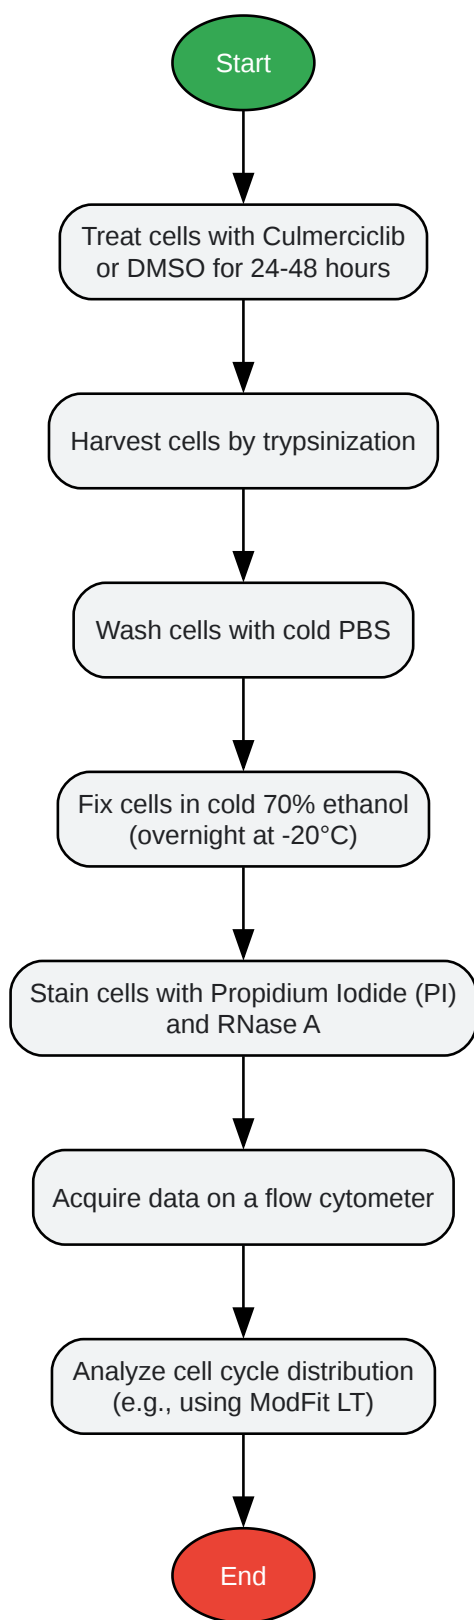 Start
Treat cells with Culmerciclib
or DMSO for 24-48 hours
Harvest cells by trypsinization
Wash cells with cold PBS
Fix cells in cold 70% ethanol
(overnight at -20°C)
Stain cells with Propidium Iodide (PI)
and RNase A
Acquire data on a flow cytometer
Analyze cell cycle distribution
(e.g., using ModFit LT)
End